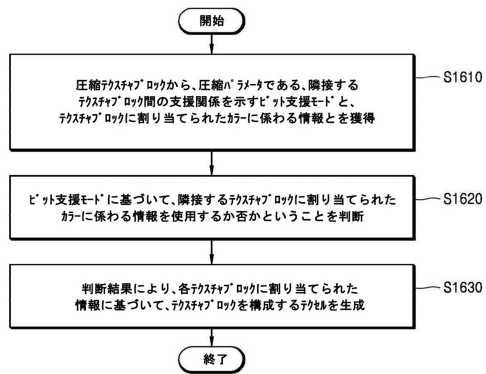 開始
圧縮ﾃｸｽﾁｬﾌﾞﾛｯｸから、圧縮ﾊﾟﾗﾒｰﾀである、隣接する
ﾃｸｽﾁｬﾌﾞﾛｯｸ間の支援関係を示すﾋﾞｯﾄ支援ﾓｰﾄﾞと、
ﾃｸｽﾁｬﾌﾞﾛｯｸに割り当てられたｶﾗｰに係わる情報とを獲得
S1610
ﾋﾞｯﾄ支援ﾓｰﾄﾞに基づいて、隣接するﾃｸｽﾁｬﾌﾞﾛｯｸに割り当てられた
ｶﾗｰに係わる情報を使用するか否かということを判断
S1620
判断結果により、各ﾃｸｽﾁｬﾌﾞﾛｯｸに割り当てられた
情報に基づいて、ﾃｸｽﾁｬﾌﾞﾛｯｸを構成するﾃｸｾﾙを生成
S1630
終了